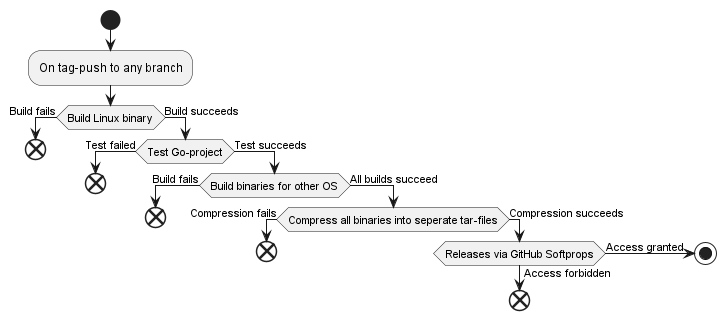 On tag-push to any branch
Build fails
Build Linux binary
Build succeeds
Test failed
Test Go-project
Test succeeds
Build fails
Build binaries for other OS
All builds succeed
Compression fails
Compress all binaries into seperate tar-files
Compression succeeds
Releases via GitHub Softprops
Access granted
Access forbidden